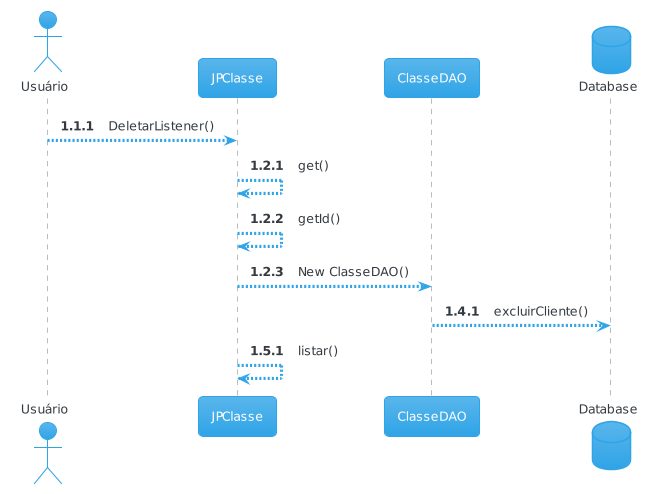 Usuário
JPClasse
ClasseDAO
Database
1.1.1 DeletarListener()
1.2.1 get()
1.2.2 getId()
1.2.3 New ClasseDAO()
1.4.1 excluirCliente()
1.5.1 listar()
Usuário
JPClasse
ClasseDAO
Database